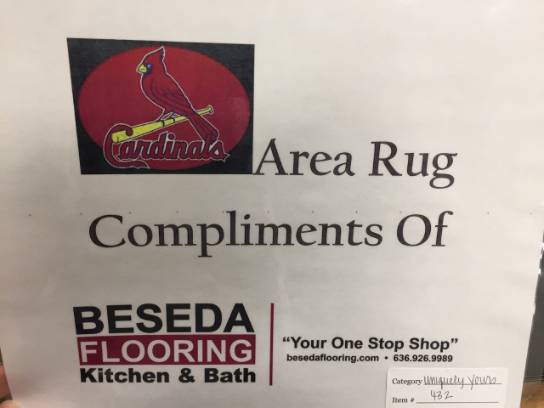 Cardinals
Area Rug
Compliments Of
BESEDA
FLOORING
Kitchen & Bath
"Your One Stop Shop"
besedaflooring.com • 636.926.9989
Category Uniquely Yours
Item # 432